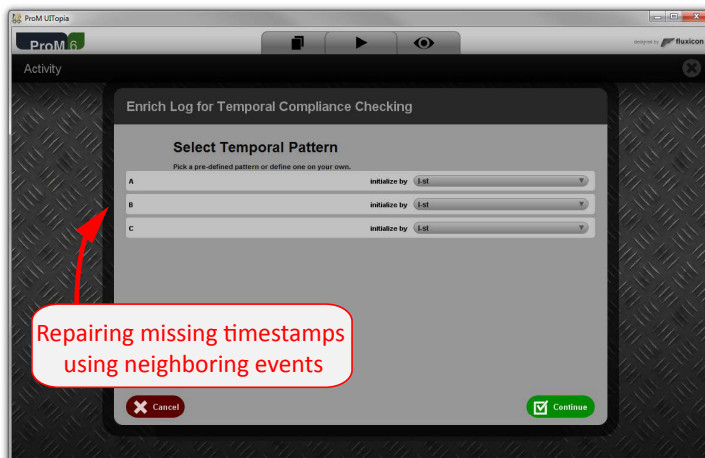 ProM UITopia
ProM 6
designed by fluxicon
Activity
Enrich Log for Temporal Compliance Checking
Select Temporal Pattern
Pick a pre-defined pattern or define one on your own.
A initialize by I-st
B initialize by I-st
C initialize by I-st
Repairing missing timestamps
using neighboring events
Cancel
Continue